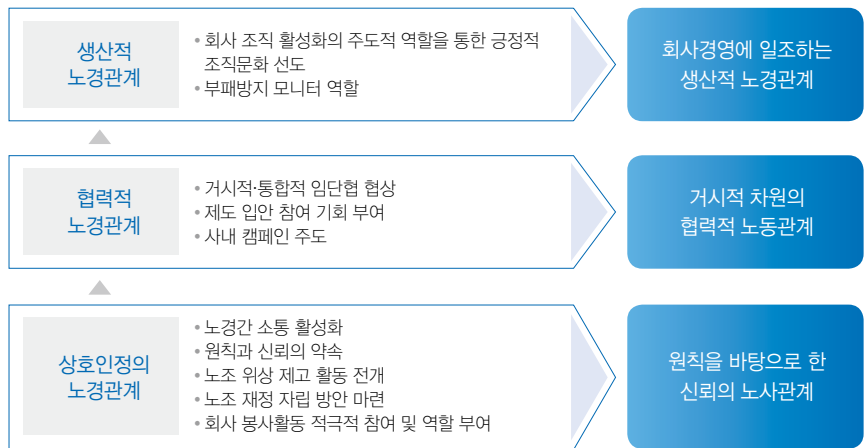 생산적
노경관계
• 회사 조직 활성화의 주도적 역할을 통한 긍정적
조직문화 선도
• 부패방지 모니터 역할
회사경영에 일조하는
생산적 노경관계
협력적
노경관계
• 거시적·통합적 임단협 협상
• 제도 입안 참여 기회 부여
• 사내 캠페인 주도
거시적 차원의
협력적 노동관계
상호인정의
노경관계
• 노경간 소통 활성화
• 원칙과 신뢰의 약속
• 노조 위상 제고 활동 전개
• 노조 재정 자립 방안 마련
• 회사 봉사활동 적극적 참여 및 역할 부여
원칙을 바탕으로 한
신뢰의 노사관계